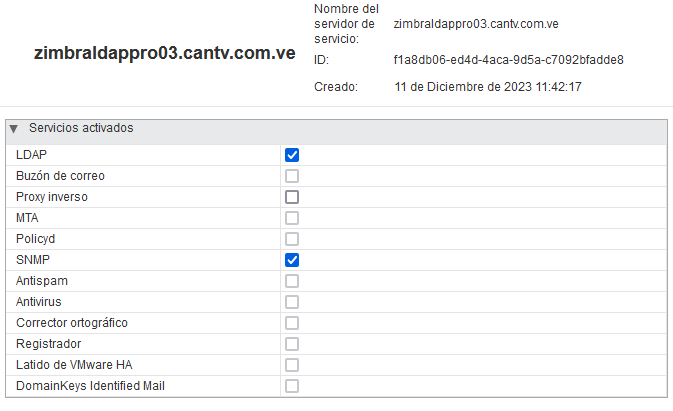 zimbraldappro03.cantv.com.ve
Nombre del
servidor de
servicio:
zimbraldappro03.cantv.com.ve
ID:
f1a8db06-ed4d-4aca-9d5a-c7092bfadde8
Creado:
11 de Diciembre de 2023 11:42:17
Servicios activados
LDAP
Buzón de correo
Proxy inverso
MTA
Policyd
SNMP
Antispam
Antivirus
Corrector ortográfico
Registrador
Latido de VMware HA
DomainKeys Identified Mail